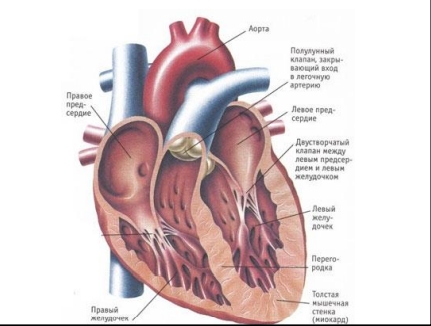 Аорта
Полулунный
клапан, закры-
вающий вход
в легочную
артерию
Правое
пред-
сердие
Левое пред-
сердие
Двустворчатый
клапан между
левым предсер-
дием и левым
желудочком
Левый
желу-
дочек
Перего-
родка
Толстая
мышечная
стенка
(миокард)
Правый
желудочек